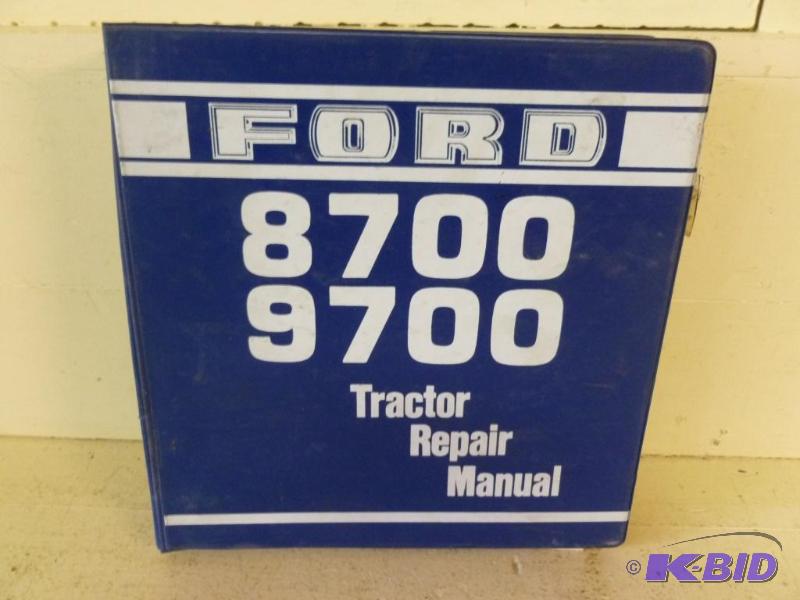 FORD
8700
9700
Tractor
Repair
Manual
© K-BID